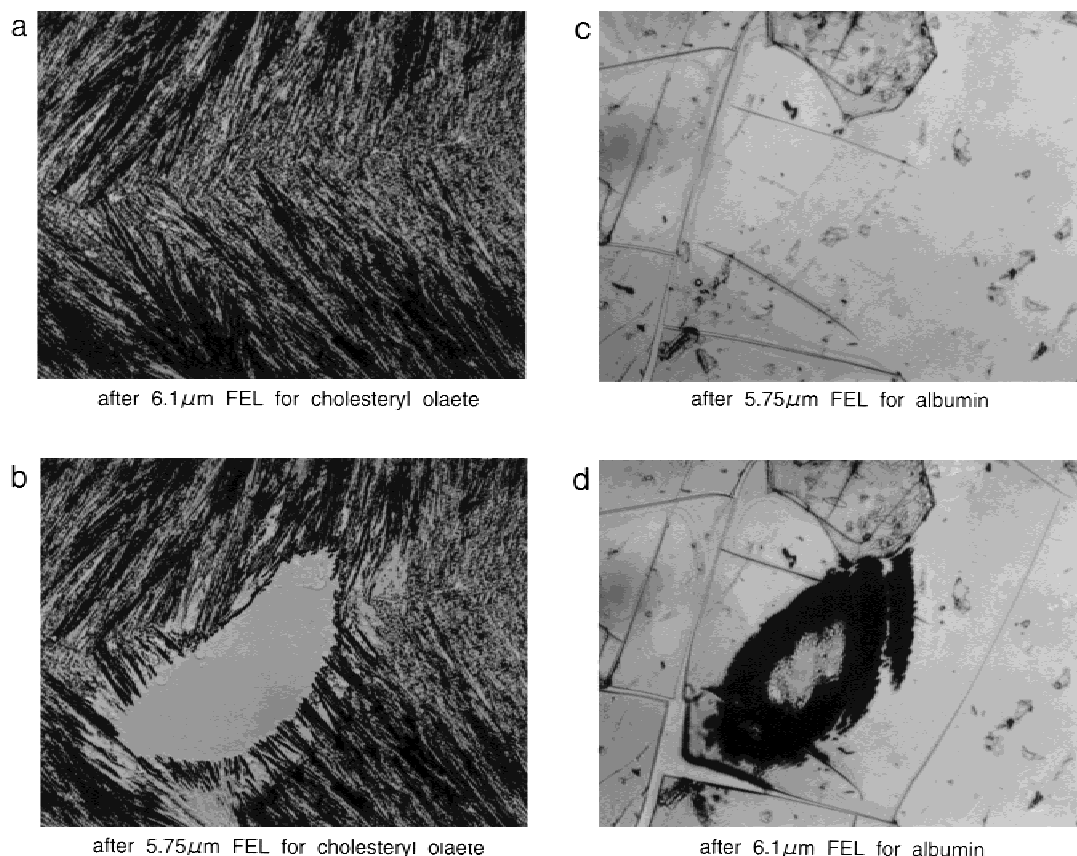 a
after 6.1μm FEL for cholesteryl olaete
b
after 5.75μm FEL for cholesteryl olaete
c
after 5.75μm FEL for albumin
d
after 6.1μm FEL for albumin